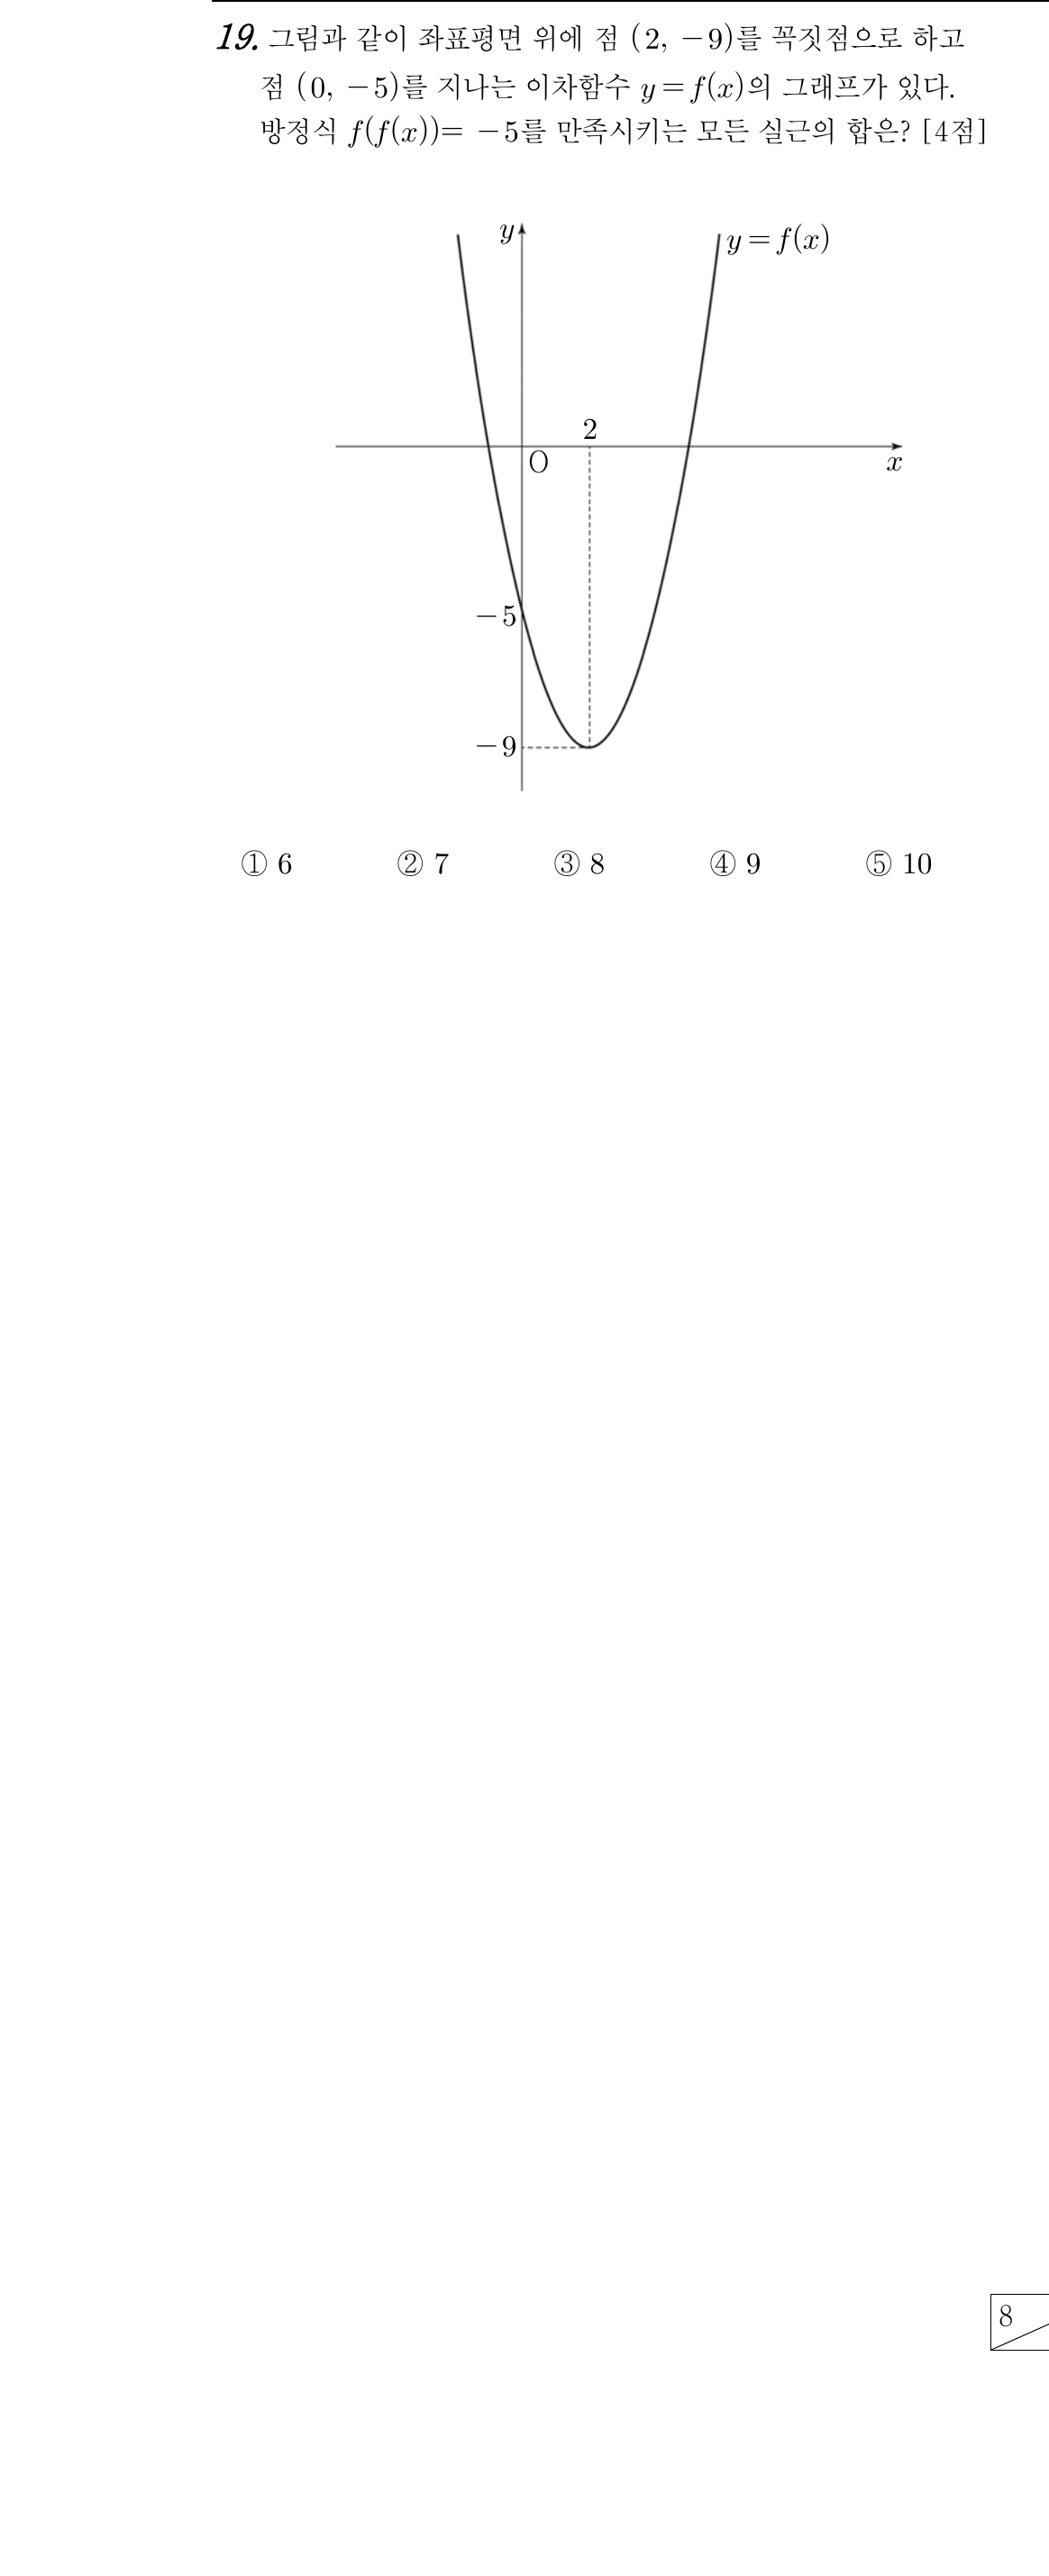 19. 그림과 같이 좌표평면 위에 점 (2, −9)를 꼭짓점으로 하고
점 (0, −5)를 지나는 이차함수 y=f(x)의 그래프가 있다.
방정식 f(f(x))= −5를 만족시키는 모든 실근의 합은? [4점]
y
y=f(x)
2
O
x
−5
−9
① 6 ② 7 ③ 8 ④ 9 ⑤ 10
8